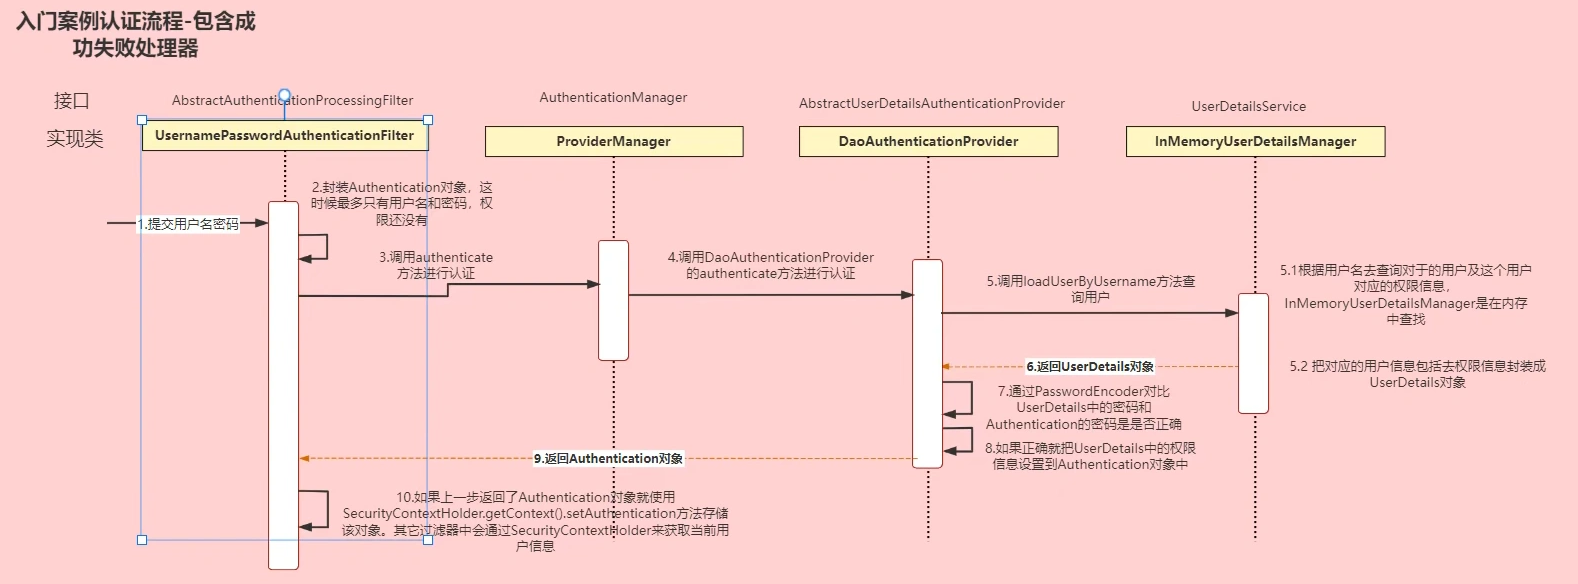 入门案例认证流程-包含成
功失败处理器
接口
AbstractAuthenticationProcessingFilter
AuthenticationManager
AbstractUserDetailsAuthenticationProvider
UserDetailsService
实现类
UsernamePasswordAuthenticationFilter
ProviderManager
DaoAuthenticationProvider
InMemoryUserDetailsManager
1.提交用户名密码
2.封装Authentication对象，这
时候最多只有用户名和密码，权
限还没有
3.调用authenticate
方法进行认证
4.调用DaoAuthenticationProvider
的authenticate方法进行认证
5.调用loadUserByUsername方法查
询用户
5.1根据用户名去查询对于的用户及这个用户
对应的权限信息，
InMemoryUserDetailsManager是在内存
中查找
5.2 把对应的用户信息包括去权限信息封装成
UserDetails对象
6.返回UserDetails对象
7.通过PasswordEncoder对比
UserDetails中的密码和
Authentication的密码是是否正确
8.如果正确就把UserDetails中的权限
信息设置到Authentication对象中
9.返回Authentication对象
10.如果上一步返回了Authentication对象就使用
SecurityContextHolder.getContext().setAuthentication方法存储
该对象。其它过滤器中会通过SecurityContextHolder来获取当前用
户信息